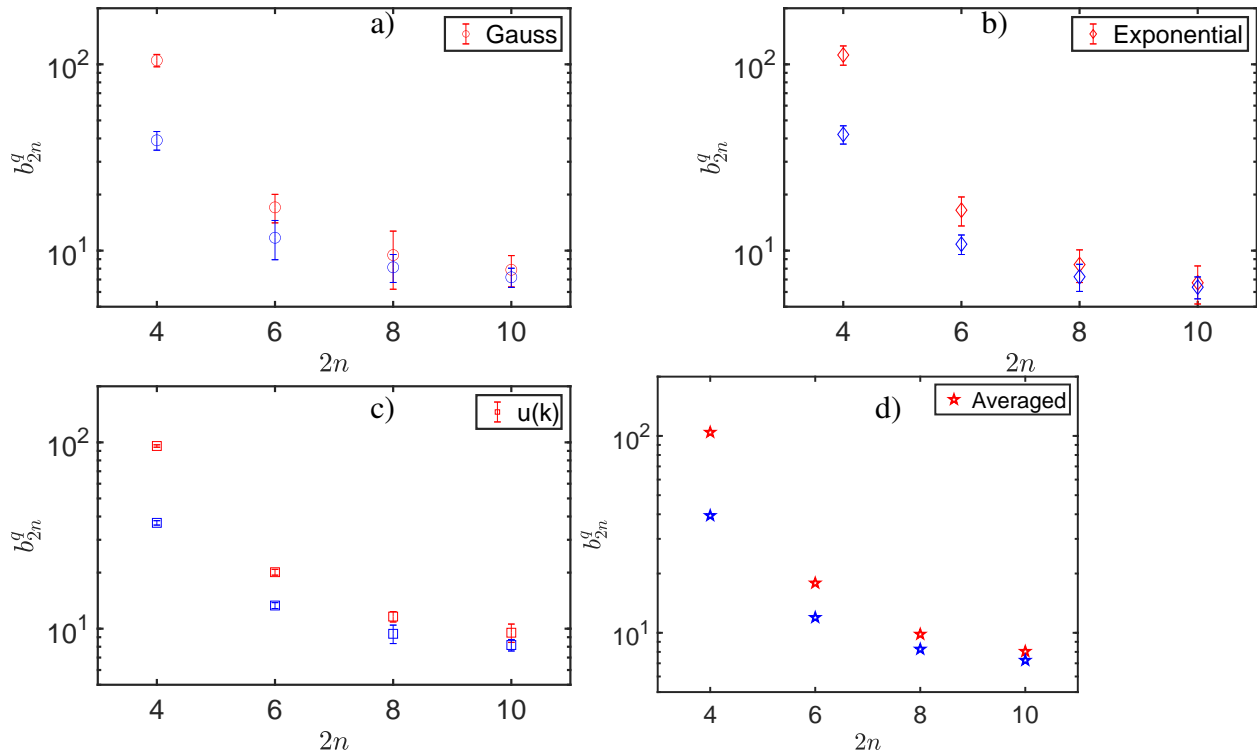 a)
Gauss
10²
10¹
b^q_{2n}
4 6 8 10
2n
b)
Exponential
10²
10¹
b^q_{2n}
4 6 8 10
2n
c)
u(k)
10²
10¹
b^q_{2n}
4 6 8 10
2n
d)
Averaged
10²
10¹
b^q_{2n}
4 6 8 10
2n